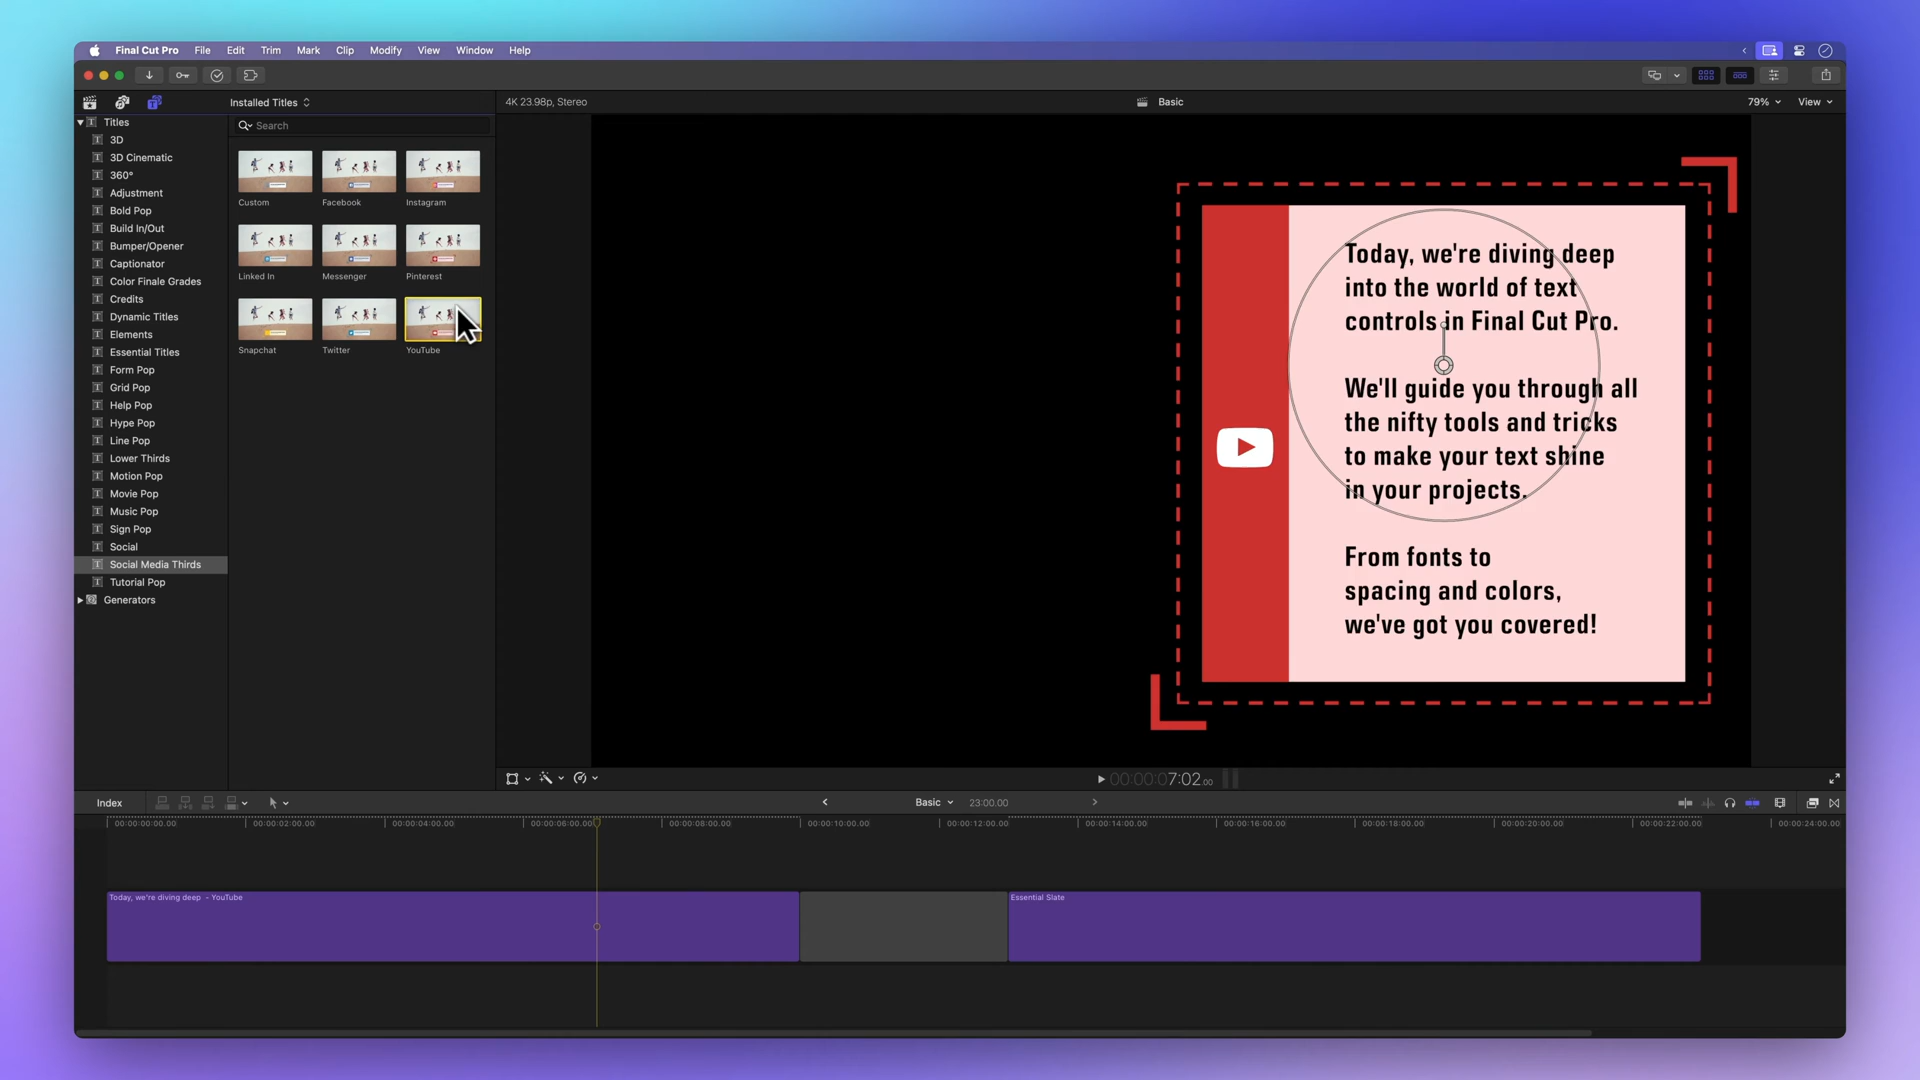 Final Cut Pro File Edit Trim Mark Clip Modify View Window Help
Installed Titles
4K 23.98p, Stereo
Basic
79%
View
Search
Titles
3D
3D Cinematic
360°
Adjustment
Bold Pop
Build In/Out
Bumper/Opener
Captionator
Color Finale Grades
Credits
Dynamic Titles
Elements
Essential Titles
Form Pop
Grid Pop
Help Pop
Hype Pop
Line Pop
Lower Thirds
Motion Pop
Movie Pop
Music Pop
Sign Pop
Social
Social Media Thirds
Tutorial Pop
Generators
Custom Facebook Instagram
Linked In Messenger Pinterest
Snapchat Twitter YouTube
Today, we're diving deep
into the world of text
controls in Final Cut Pro.
We'll guide you through all
the nifty tools and tricks
to make your text shine
in your projects.
From fonts to
spacing and colors,
we've got you covered!
00:00:07:02.00
Index
Basic
23:00.00
00:00:00:00.00 00:00:02:00.00 00:00:04:00.00 00:00:06:00.00 00:00:08:00.00 00:00:10:00.00 00:00:12:00.00 00:00:14:00.00 00:00:16:00.00 00:00:18:00.00 00:00:20:00.00 00:00:22:00.00 00:00:24:00.00
Today, we're diving deep - YouTube
Essential Slate